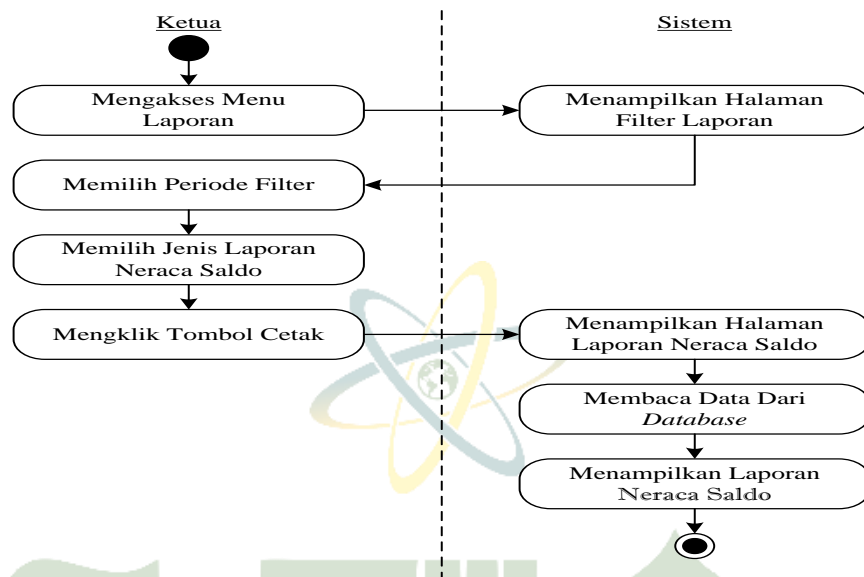 Ketua
Sistem
Mengakses Menu
Laporan
Menampilkan Halaman
Filter Laporan
Memilih Periode Filter
Memilih Jenis Laporan
Neraca Saldo
Mengklik Tombol Cetak
Menampilkan Halaman
Laporan Neraca Saldo
Membaca Data Dari
Database
Menampilkan Laporan
Neraca Saldo